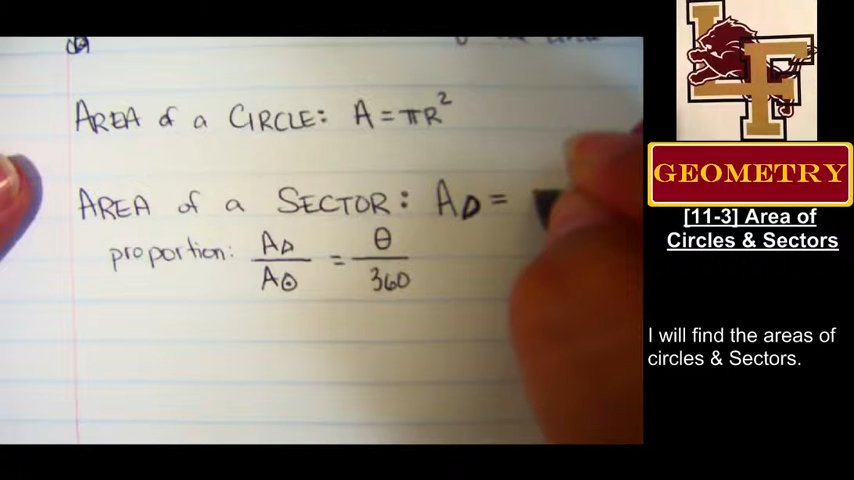 AREA of a CIRCLE: A = πR²
AREA of a SECTOR: A⌓ =
proportion: A⌓/A⊙ = θ/360
LF
GEOMETRY
[11-3] Area of
Circles & Sectors
I will find the areas of
circles & Sectors.